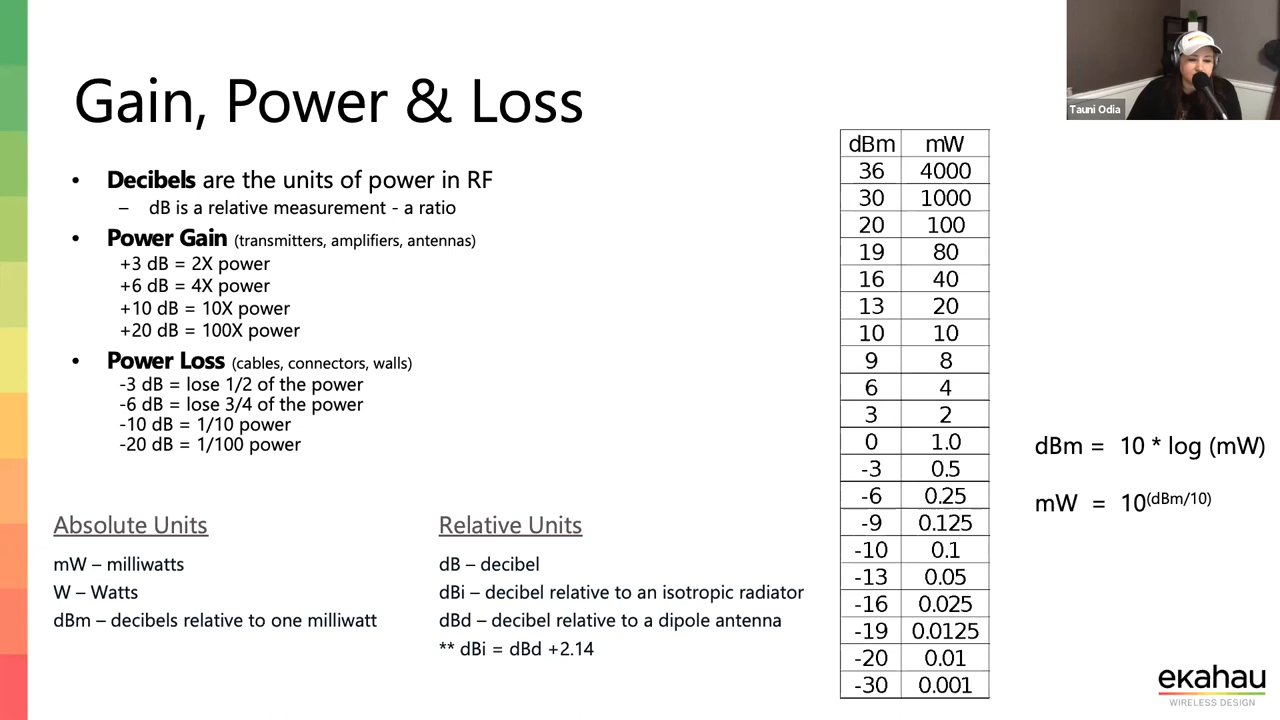 Gain, Power & Loss
• Decibels are the units of power in RF
– dB is a relative measurement - a ratio
• Power Gain (transmitters, amplifiers, antennas)
+3 dB = 2X power
+6 dB = 4X power
+10 dB = 10X power
+20 dB = 100X power
• Power Loss (cables, connectors, walls)
-3 dB = lose 1/2 of the power
-6 dB = lose 3/4 of the power
-10 dB = 1/10 power
-20 dB = 1/100 power
Absolute Units
mW – milliwatts
W – Watts
dBm – decibels relative to one milliwatt
Relative Units
dB – decibel
dBi – decibel relative to an isotropic radiator
dBd – decibel relative to a dipole antenna
** dBi = dBd +2.14
dBm mW
36 4000
30 1000
20 100
19 80
16 40
13 20
10 10
9 8
6 4
3 2
0 1.0
-3 0.5
-6 0.25
-9 0.125
-10 0.1
-13 0.05
-16 0.025
-19 0.0125
-20 0.01
-30 0.001
dBm = 10 * log (mW)
mW = 10(dBm/10)
Tauni Odia
ekahau
WIRELESS DESIGN